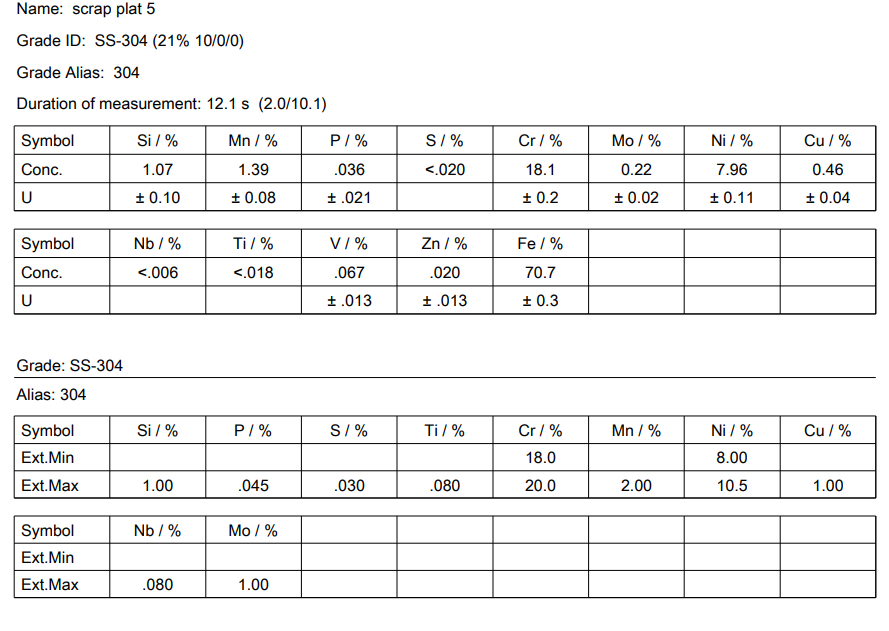 Name: scrap plat 5
Grade ID: SS-304 (21% 10/0/0)
Grade Alias: 304
Duration of measurement: 12.1 s (2.0/10.1)
Symbol Si / % Mn / % P / % S / % Cr / % Mo / % Ni / % Cu / %
Conc. 1.07 1.39 .036 <.020 18.1 0.22 7.96 0.46
U ± 0.10 ± 0.08 ± .021 ± 0.2 ± 0.02 ± 0.11 ± 0.04
Symbol Nb / % Ti / % V / % Zn / % Fe / %
Conc. <.006 <.018 .067 .020 70.7
U ± .013 ± .013 ± 0.3
Grade: SS-304
Alias: 304
Symbol Si / % P / % S / % Ti / % Cr / % Mn / % Ni / % Cu / %
Ext.Min 18.0 8.00
Ext.Max 1.00 .045 .030 .080 20.0 2.00 10.5 1.00
Symbol Nb / % Mo / %
Ext.Min
Ext.Max .080 1.00